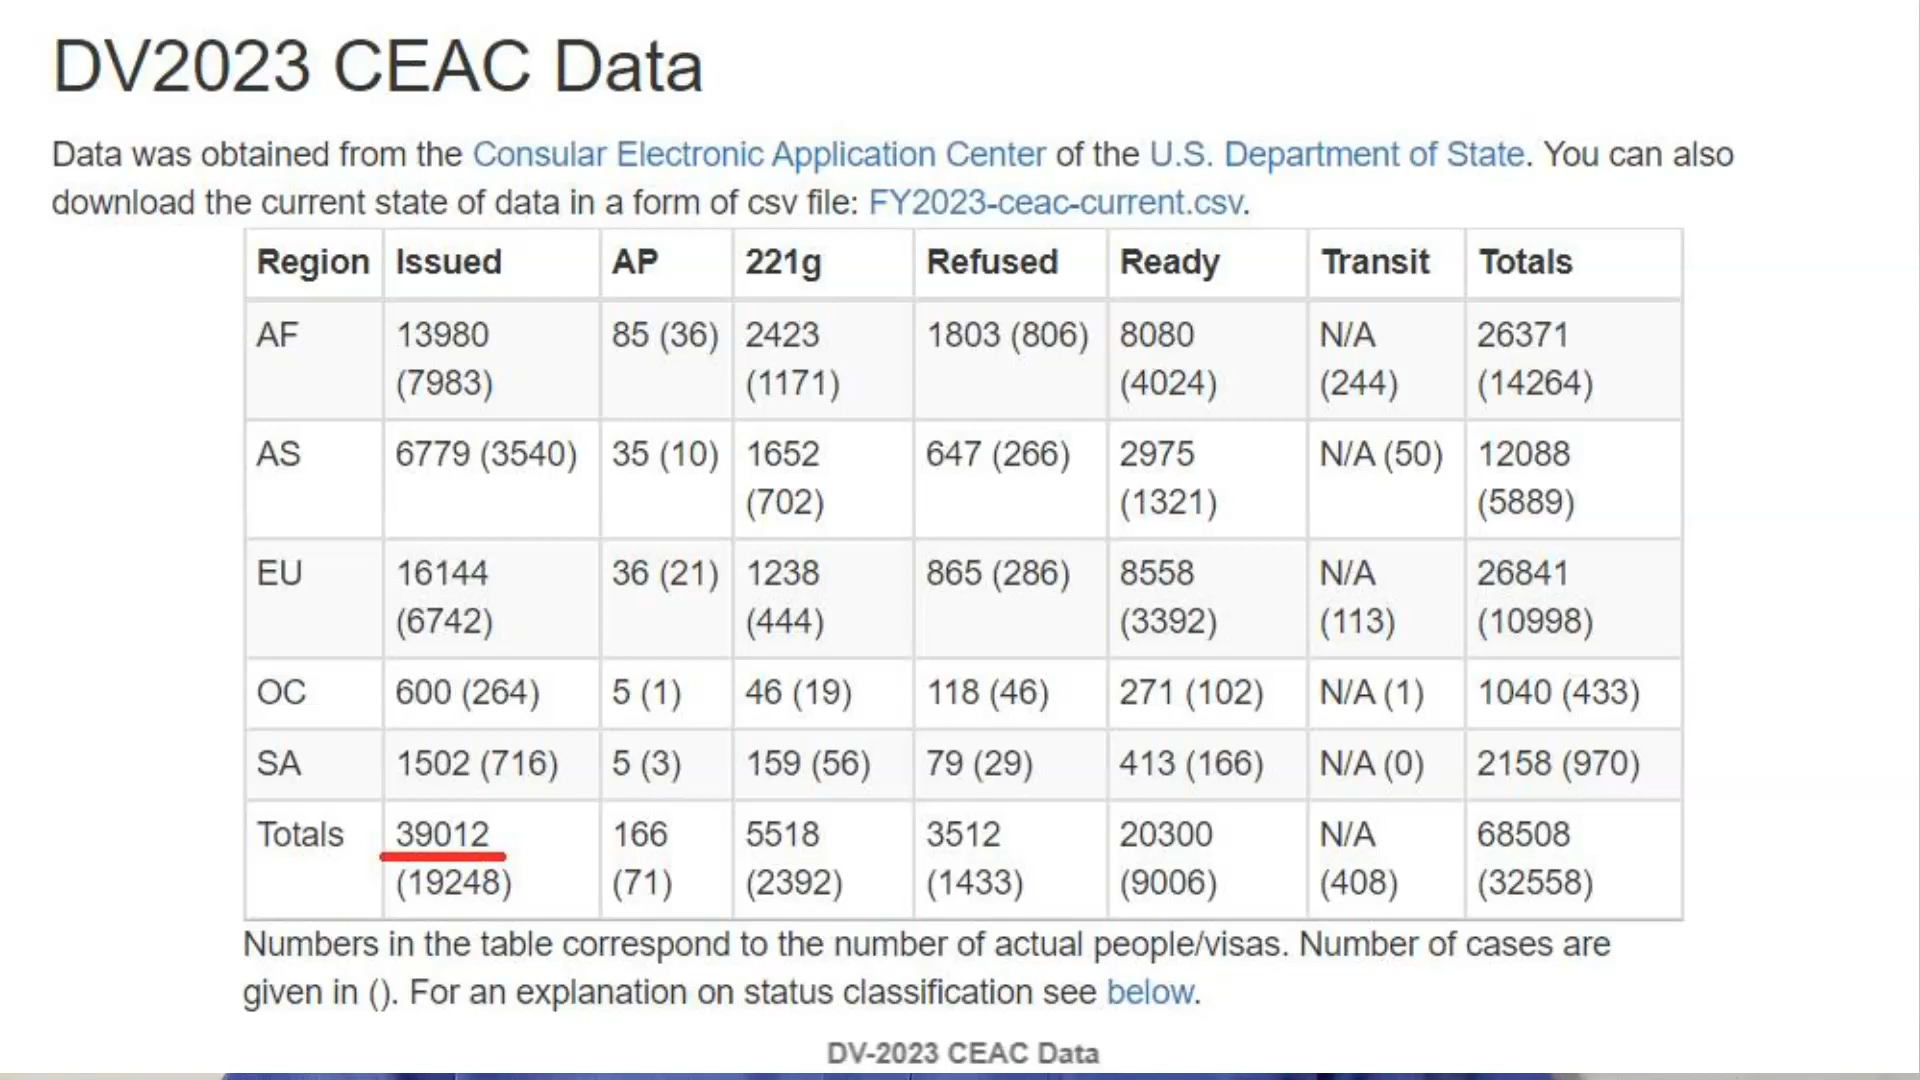 DV2023 CEAC Data
Data was obtained from the Consular Electronic Application Center of the U.S. Department of State. You can also
download the current state of data in a form of csv file: FY2023-ceac-current.csv.
Region Issued AP 221g Refused Ready Transit Totals
AF 13980 (7983) 85 (36) 2423 (1171) 1803 (806) 8080 (4024) N/A (244) 26371 (14264)
AS 6779 (3540) 35 (10) 1652 (702) 647 (266) 2975 (1321) N/A (50) 12088 (5889)
EU 16144 (6742) 36 (21) 1238 (444) 865 (286) 8558 (3392) N/A (113) 26841 (10998)
OC 600 (264) 5 (1) 46 (19) 118 (46) 271 (102) N/A (1) 1040 (433)
SA 1502 (716) 5 (3) 159 (56) 79 (29) 413 (166) N/A (0) 2158 (970)
Totals 39012 (19248) 166 (71) 5518 (2392) 3512 (1433) 20300 (9006) N/A (408) 68508 (32558)
Numbers in the table correspond to the number of actual people/visas. Number of cases are
given in (). For an explanation on status classification see below.
DV-2023 CEAC Data